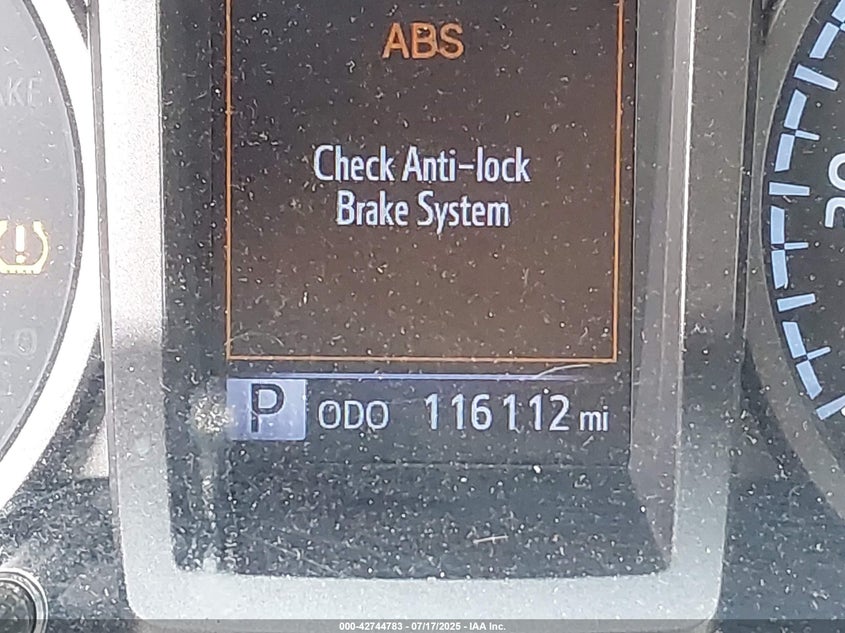 ABS
Check Anti-lock
Brake System
P ODO 116112 mi
000-42744783 - 07/17/2025 - IAA Inc.